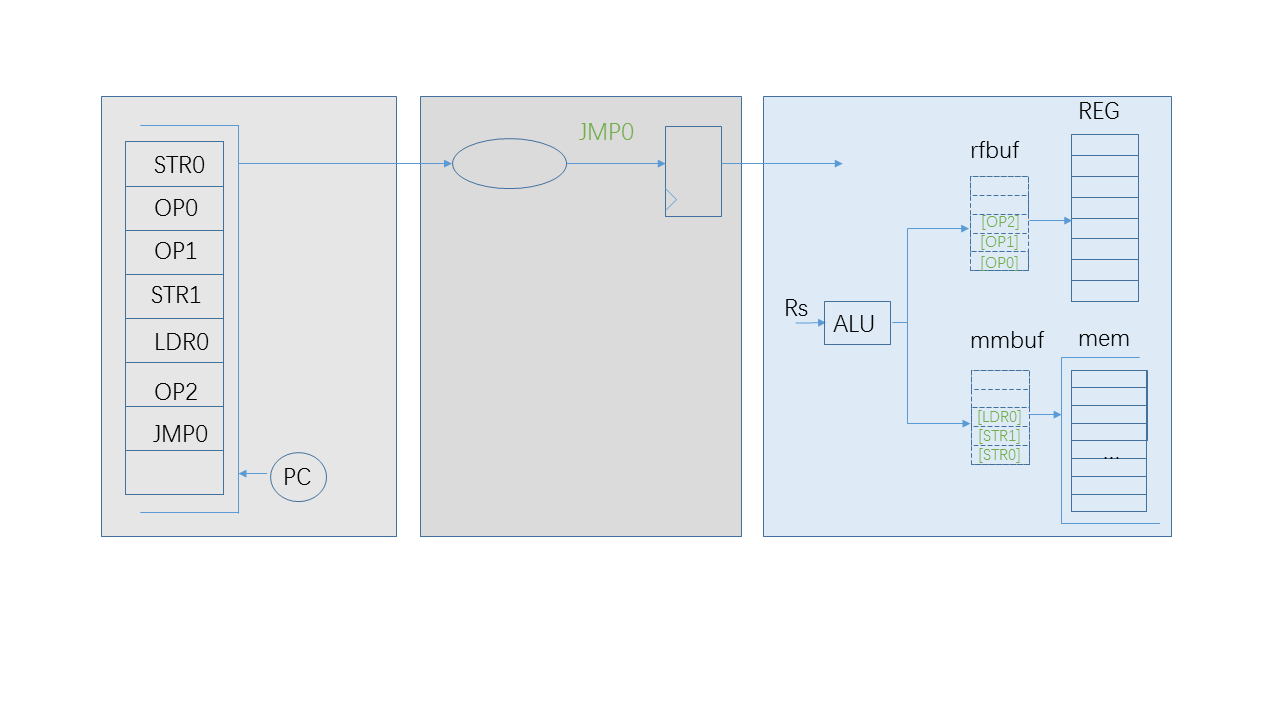 STR0
OP0
OP1
STR1
LDR0
OP2
JMP0
PC
JMP0
Rs
ALU
rfbuf
[OP2]
[OP1]
[OP0]
REG
mmbuf
[LDR0]
[STR1]
[STR0]
mem
...